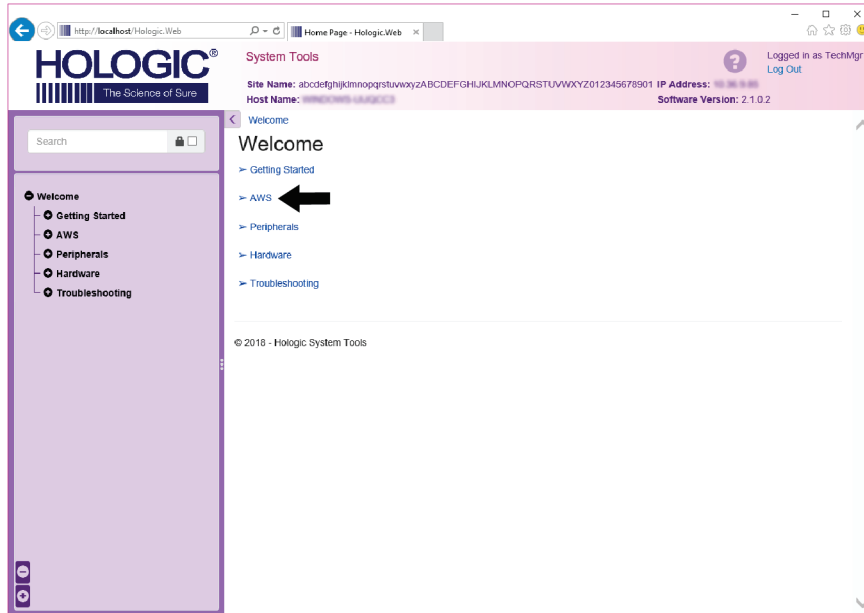 http://localhost/Hologic.Web
Home Page - Hologic.Web
HOLOGIC®
The Science of Sure
System Tools
Logged in as TechMgr
Log Out
Site Name: abcdefghijklmnopqrstuvwxyzABCDEFGHIJKLMNOPQRSTUVWXYZ012345678901 IP Address:
Host Name: Software Version: 2.1.0.2
Search
Welcome
Welcome
Getting Started
AWS
Peripherals
Hardware
Troubleshooting
Welcome
Getting Started
AWS
Peripherals
Hardware
Troubleshooting
© 2018 - Hologic System Tools